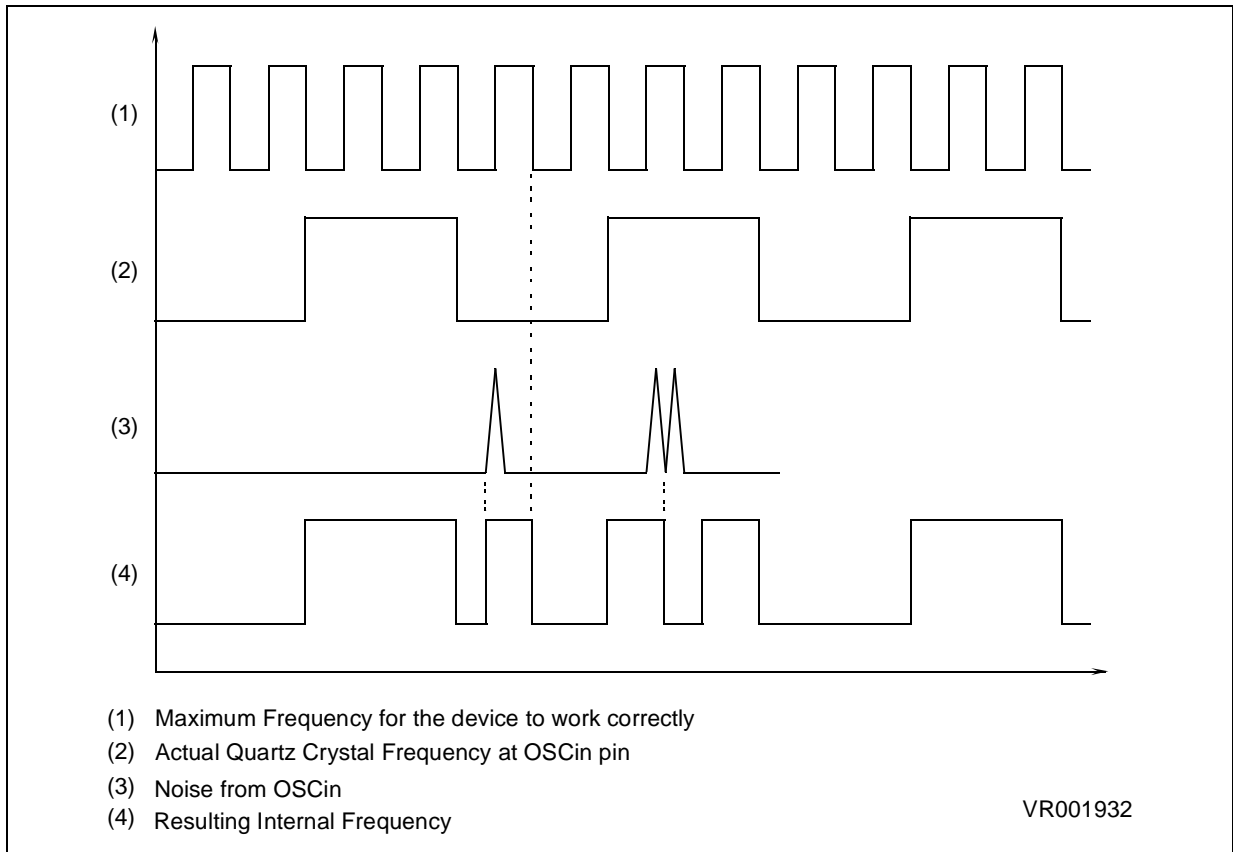 (1)
(2)
(3)
(4)
(1) Maximum Frequency for the device to work correctly
(2) Actual Quartz Crystal Frequency at OSCin pin
(3) Noise from OSCin
(4) Resulting Internal Frequency
VR001932